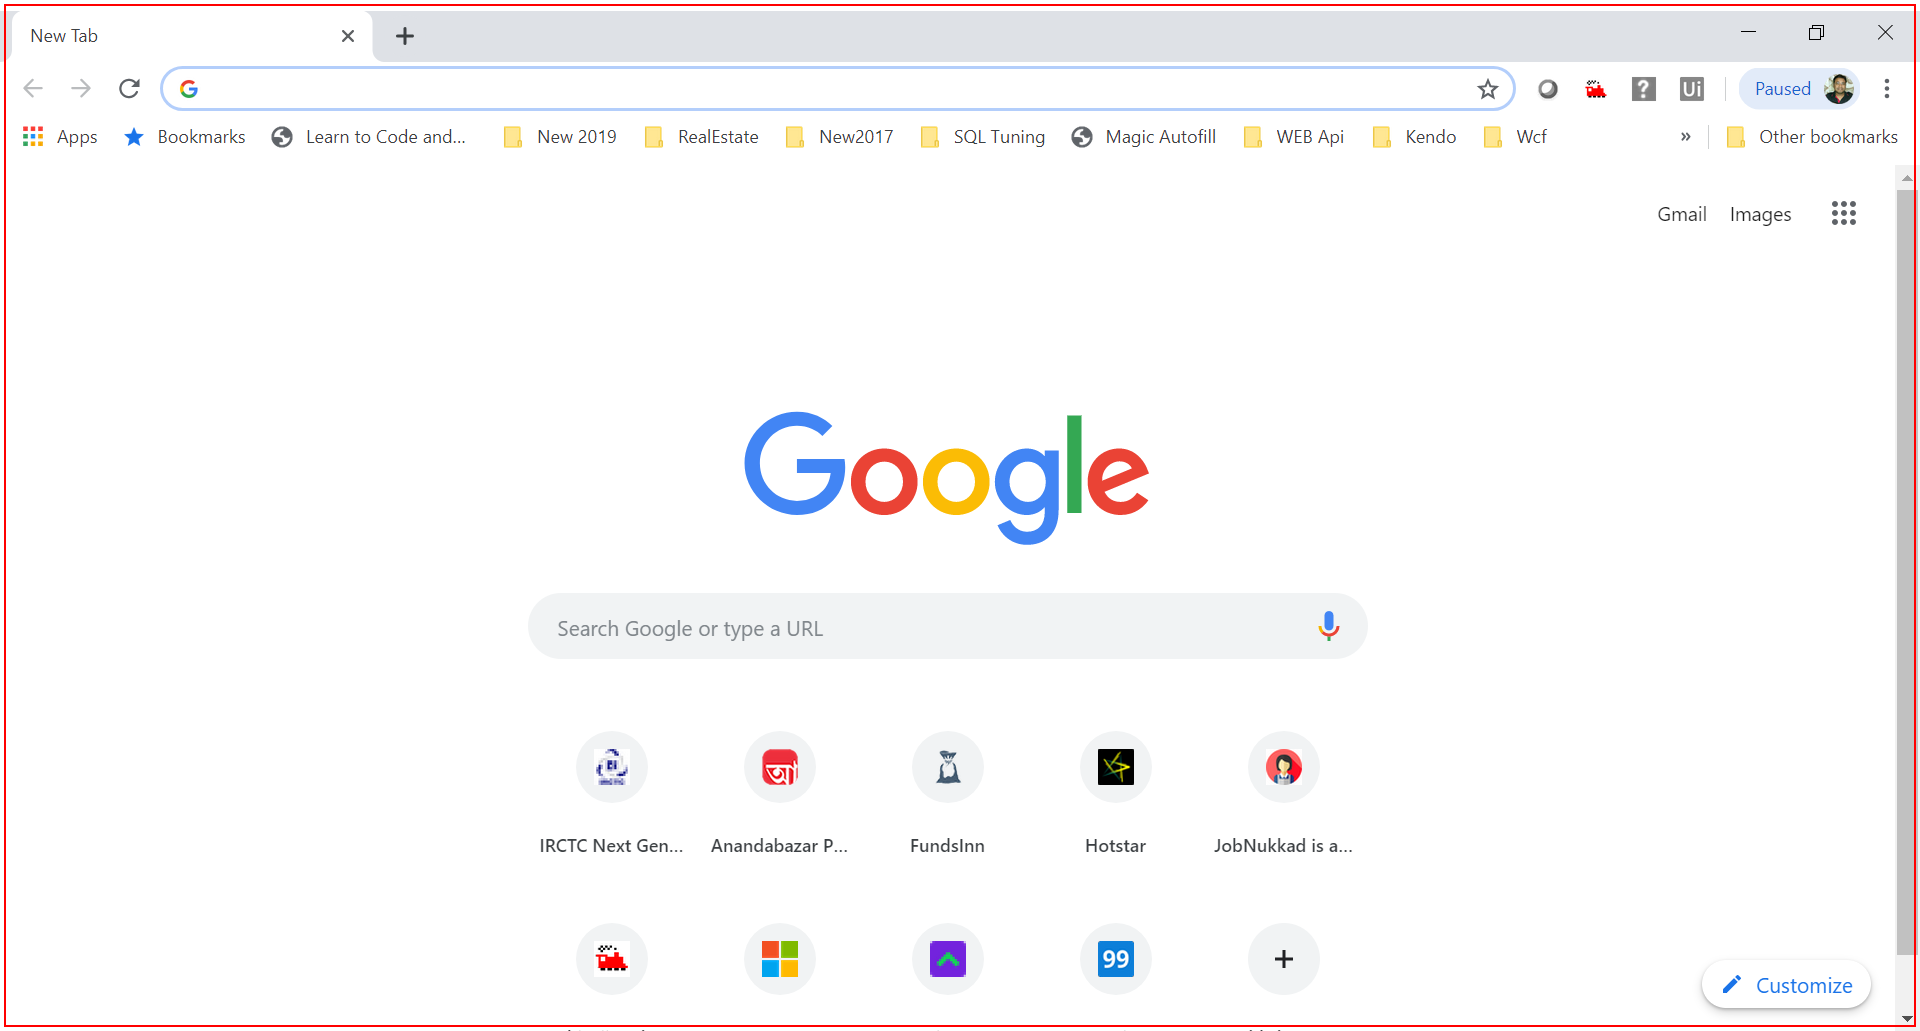 New Tab
Paused
Apps Bookmarks Learn to Code and... New 2019 RealEstate New2017 SQL Tuning Magic Autofill WEB Api Kendo Wcf » Other bookmarks
Gmail Images
Google
Search Google or type a URL
IRCTC Next Gen... Anandabazar P... FundsInn Hotstar JobNukkad is a...
99
Customize